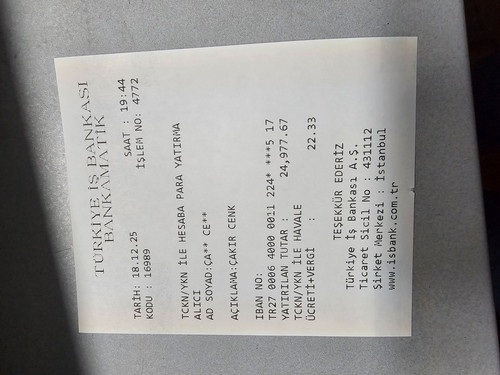 TÜRKİYE İŞ BANKASI
BANKAMATİK
TARİH: 18.12.25 SAAT : 19:44
KODU : 16989 İŞLEM NO: 4772
TCKN/YKN İLE HESABA PARA YATIRMA
ALICI
AD SOYAD:ÇA** CE**
AÇIKLAMA:ÇAKIR CENK
IBAN NO:
TR27 0006 4000 0011 224* ***5 17
YATIRILAN TUTAR : 24,977.67
TCKN/YKN İLE HAVALE
ÜCRETİ+VERGİ : 22.33
TEŞEKKÜR EDERİZ
Türkiye İş Bankası A.Ş.
Ticaret Sicil No : 431112
Şirket Merkezi : İstanbul
www.isbank.com.tr